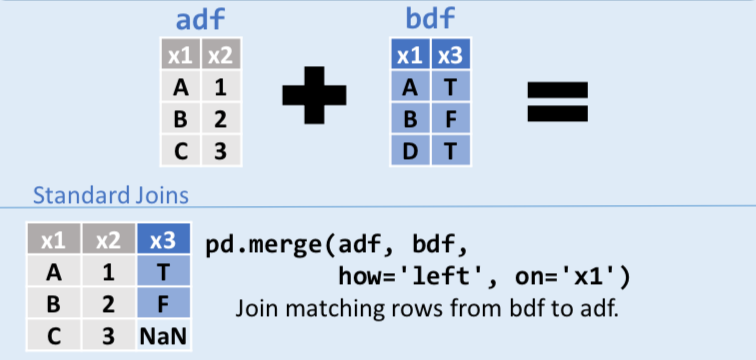 adf bdf
x1 x2 x1 x3
A 1 A T
B 2 B F
C 3 D T
Standard Joins
x1 x2 x3
A 1 T
B 2 F
C 3 NaN
pd.merge(adf, bdf,
how='left', on='x1')
Join matching rows from bdf to adf.